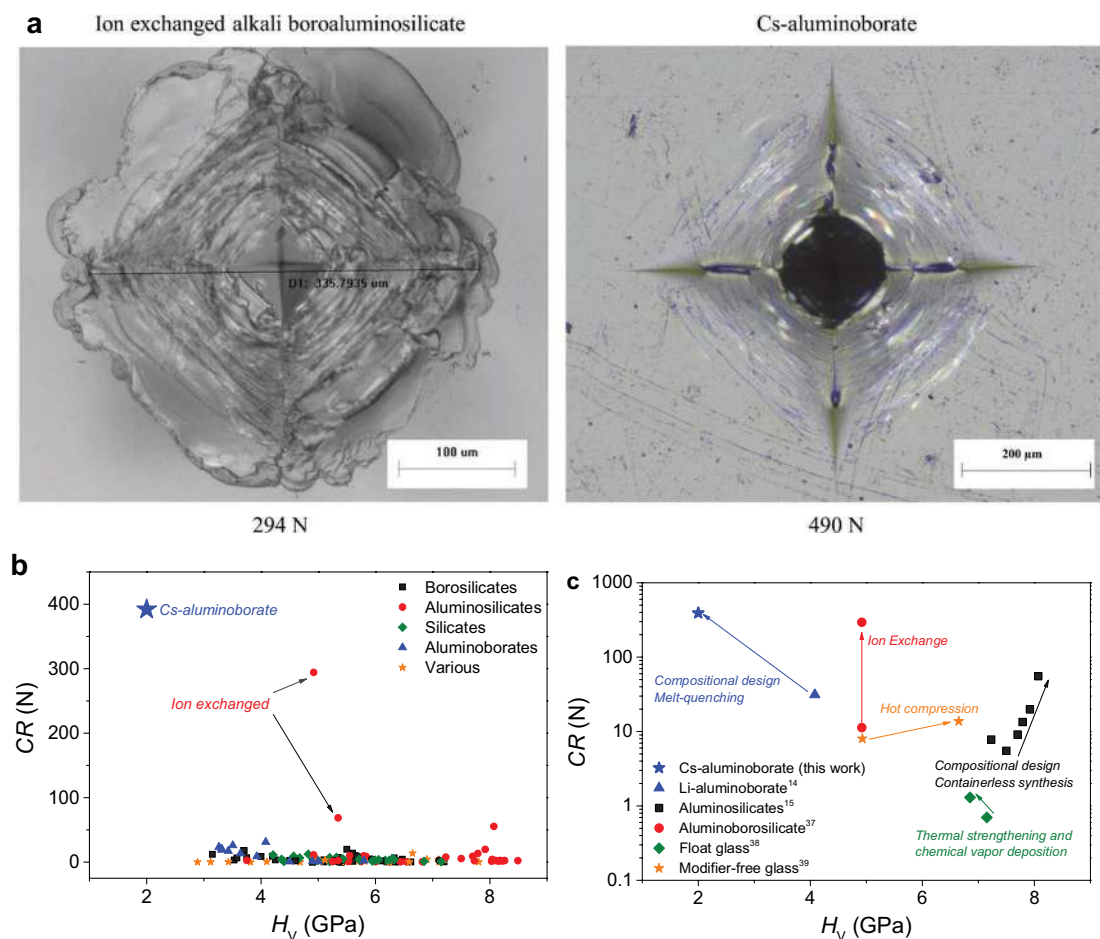 a
Ion exchanged alkali boroaluminosilicate
Cs-aluminoborate
D1: 335.7935 um
100 um
200 µm
294 N
490 N
b
400
300
200
100
0
CR (N)
2
4
6
8
H_V (GPa)
Cs-aluminoborate
Ion exchanged
Borosilicates
Aluminosilicates
Silicates
Aluminoborates
Various
c
1000
100
10
1
0.1
CR (N)
2
4
6
8
H_V (GPa)
Ion Exchange
Compositional design
Melt-quenching
Hot compression
Compositional design
Containerless synthesis
Thermal strengthening and
chemical vapor deposition
Cs-aluminoborate (this work)
Li-aluminoborate¹⁴
Aluminosilicates¹⁵
Aluminoborosilicate³⁷
Float glass³⁸
Modifier-free glass³⁹